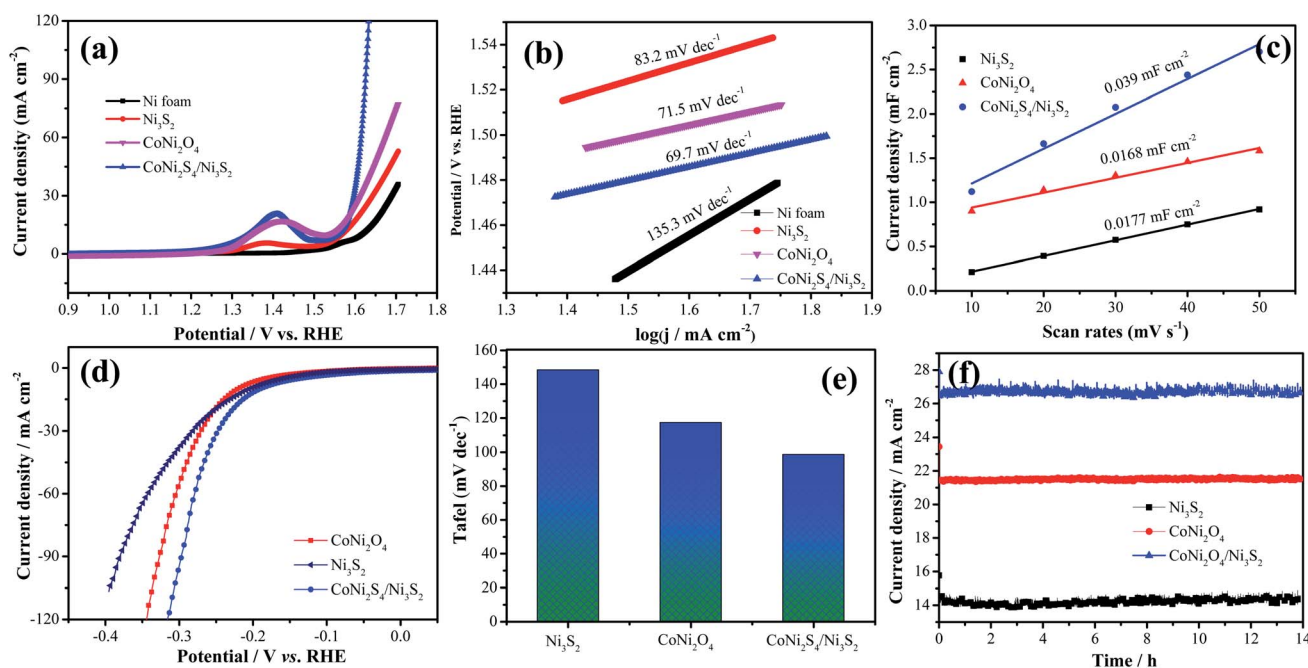 (a)
Current density (mA cm⁻²)
120
90
60
30
0
Ni foam
Ni₃S₂
CoNi₂O₄
CoNi₂S₄/Ni₃S₂
0.9 1.0 1.1 1.2 1.3 1.4 1.5 1.6 1.7 1.8
Potential / V vs. RHE
(b)
Potential / V vs. RHE
1.54
1.52
1.50
1.48
1.46
1.44
83.2 mV dec⁻¹
71.5 mV dec⁻¹
69.7 mV dec⁻¹
135.3 mV dec⁻¹
Ni foam
Ni₃S₂
CoNi₂O₄
CoNi₂S₄/Ni₃S₂
1.3 1.4 1.5 1.6 1.7 1.8 1.9
log(j / mA cm⁻²)
(c)
Current density (mF cm⁻²)
3.0
2.5
2.0
1.5
1.0
0.5
0.0
Ni₃S₂
CoNi₂O₄
CoNi₂S₄/Ni₃S₂
0.039 mF cm⁻²
0.0168 mF cm⁻²
0.0177 mF cm⁻²
10 20 30 40 50
Scan rates (mV s⁻¹)
(d)
Current density / mA cm⁻²
0
-30
-60
-90
-120
CoNi₂O₄
Ni₃S₂
CoNi₂S₄/Ni₃S₂
-0.4 -0.3 -0.2 -0.1 0.0
Potential / V vs. RHE
(e)
Tafel (mV dec⁻¹)
160
140
120
100
80
60
40
20
0
Ni₃S₂ CoNi₂O₄ CoNi₂S₄/Ni₃S₂
(f)
Current density / mA cm⁻²
28
26
24
22
20
18
16
14
Ni₃S₂
CoNi₂O₄
CoNi₂O₄/Ni₃S₂
0 2 4 6 8 10 12 14
Time / h